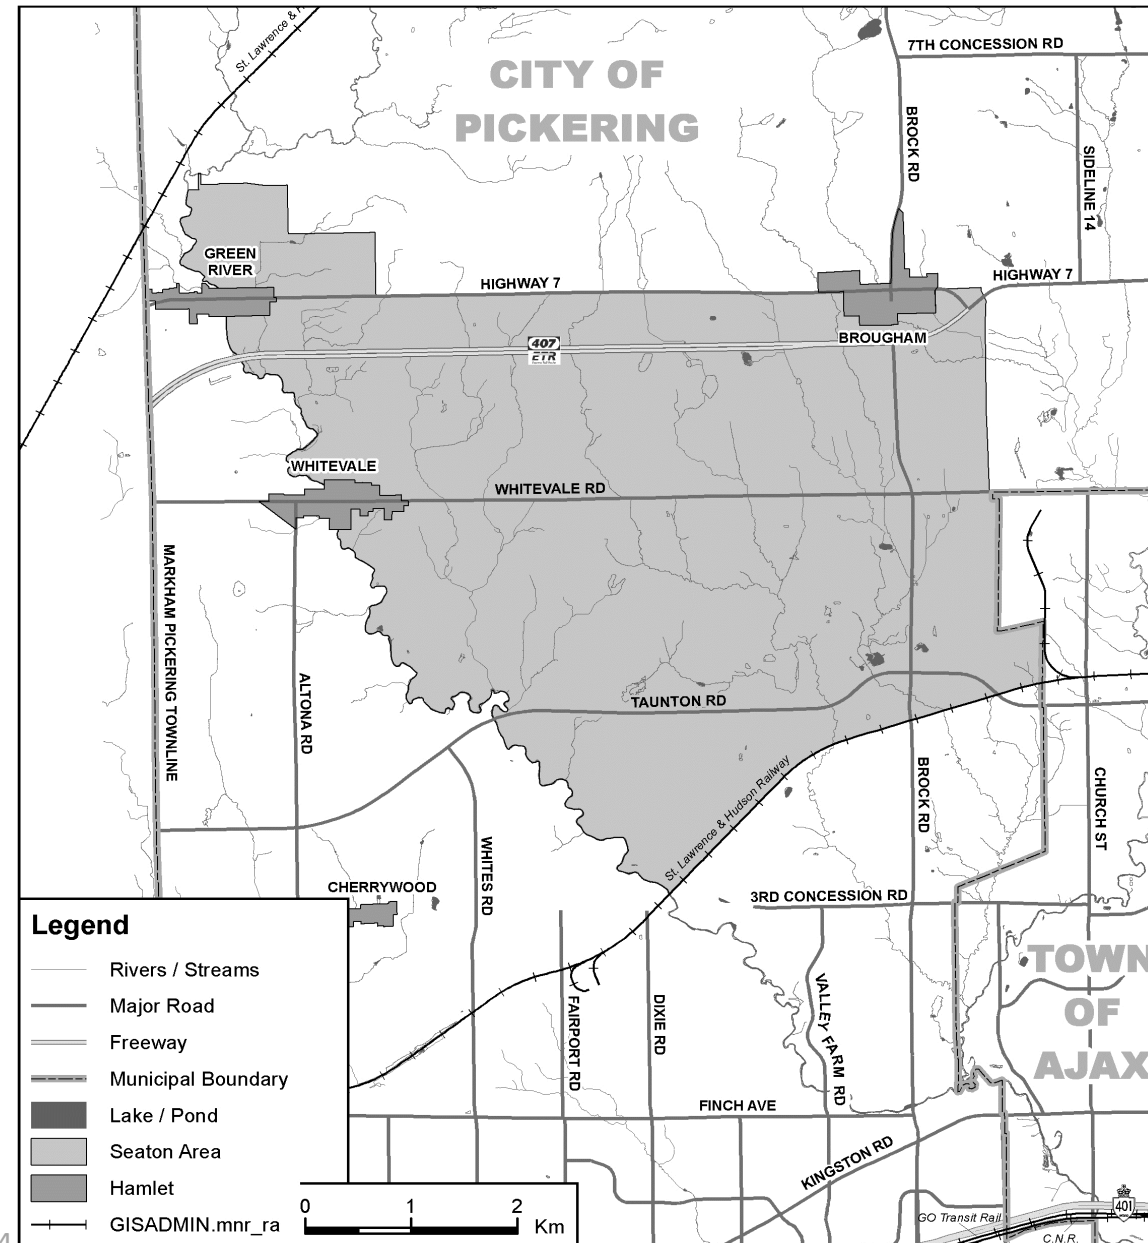 St. Lawrence & H
CITY OF
PICKERING
7TH CONCESSION RD
BROCK RD
SIDELINE 14
GREEN
RIVER
HIGHWAY 7
HIGHWAY 7
407
ETR
BROUGHAM
WHITEVALE
WHITEVALE RD
MARKHAM PICKERING TOWNLINE
ALTONA RD
TAUNTON RD
St. Lawrence & Hudson Railway
BROCK RD
CHURCH ST
WHITES RD
CHERRYWOOD
3RD CONCESSION RD
TOWN
OF
AJAX
VALLEY FARM RD
FAIRPORT RD
DIXIE RD
FINCH AVE
KINGSTON RD
401
GO Transit Rail
C.N.R.
Legend
Rivers / Streams
Major Road
Freeway
Municipal Boundary
Lake / Pond
Seaton Area
Hamlet
GISADMIN.mnr_ra
0 1 2
Km
4